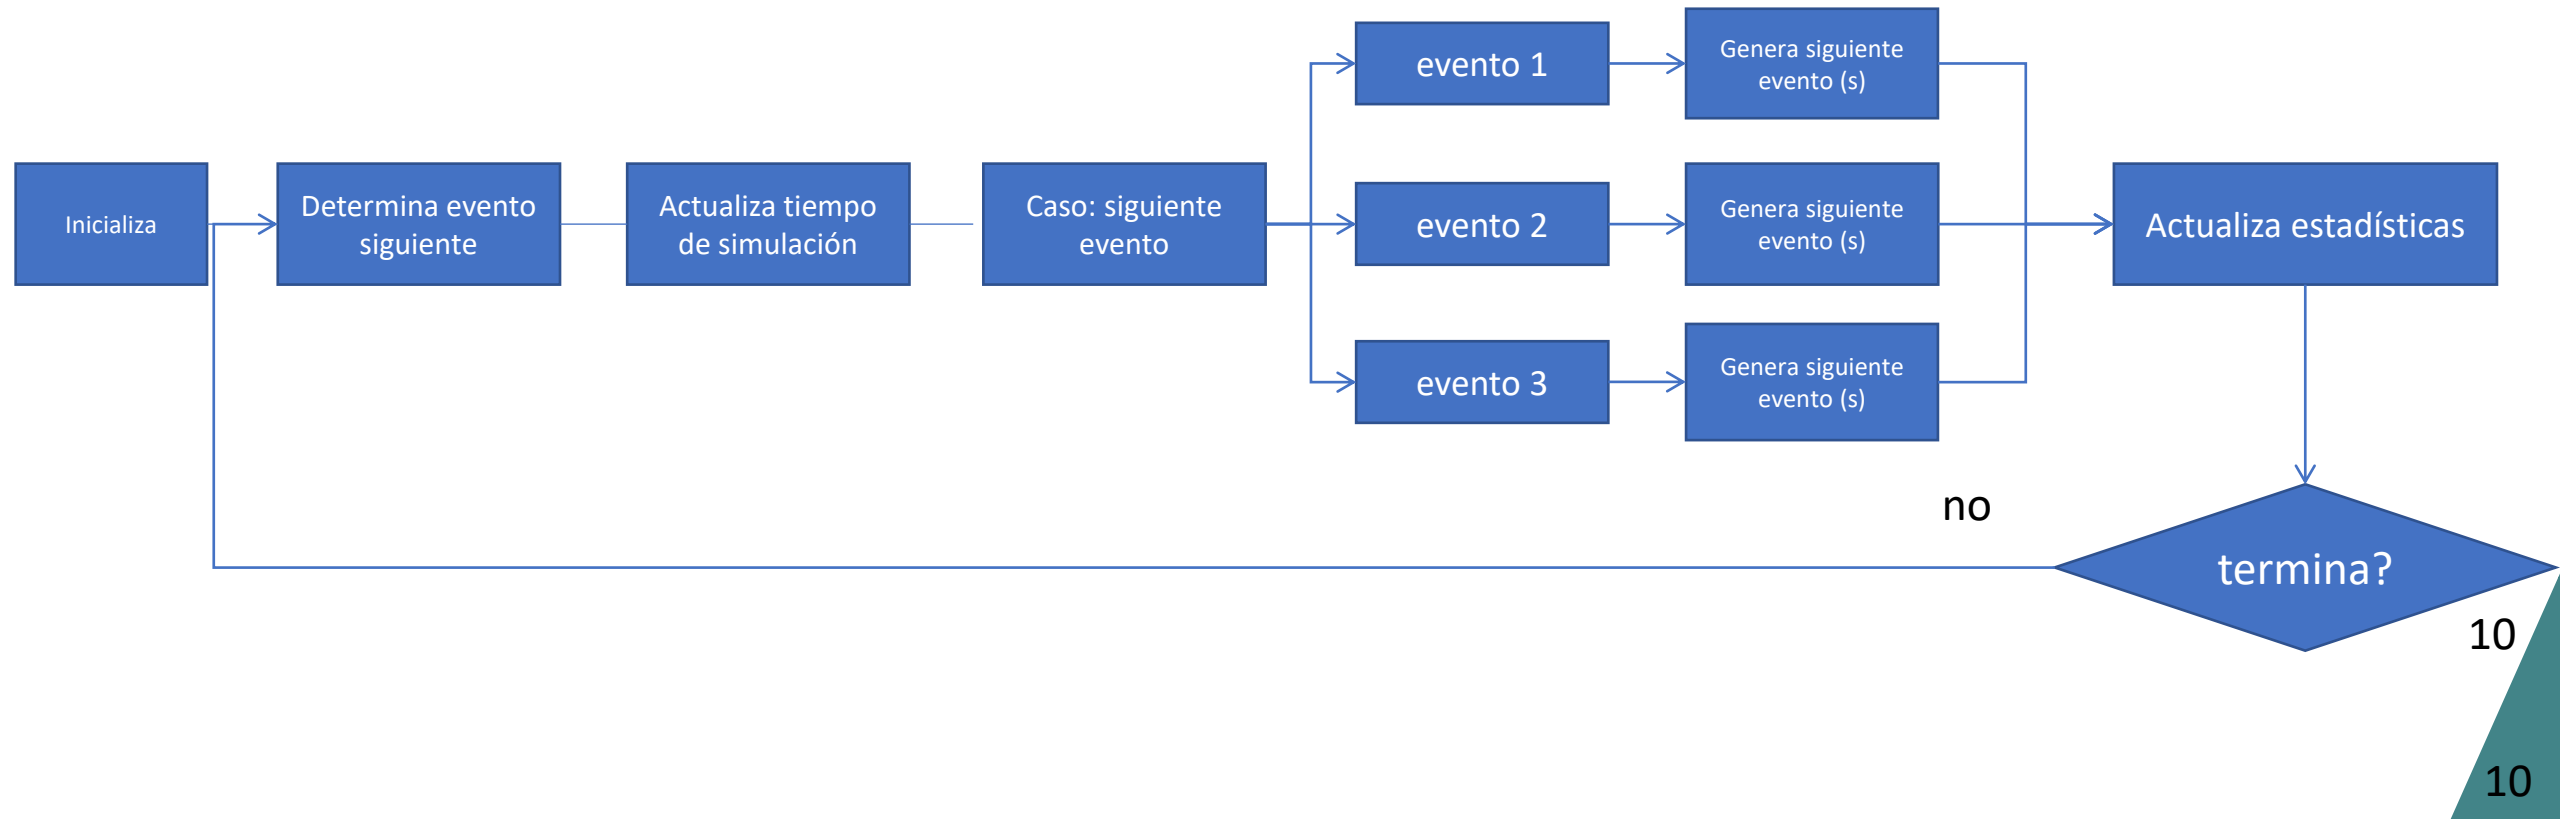 Inicializa
Determina evento
siguiente
Actualiza tiempo
de simulación
Caso: siguiente
evento
evento 1
Genera siguiente
evento (s)
evento 2
Genera siguiente
evento (s)
evento 3
Genera siguiente
evento (s)
Actualiza estadísticas
no
termina?
10
10